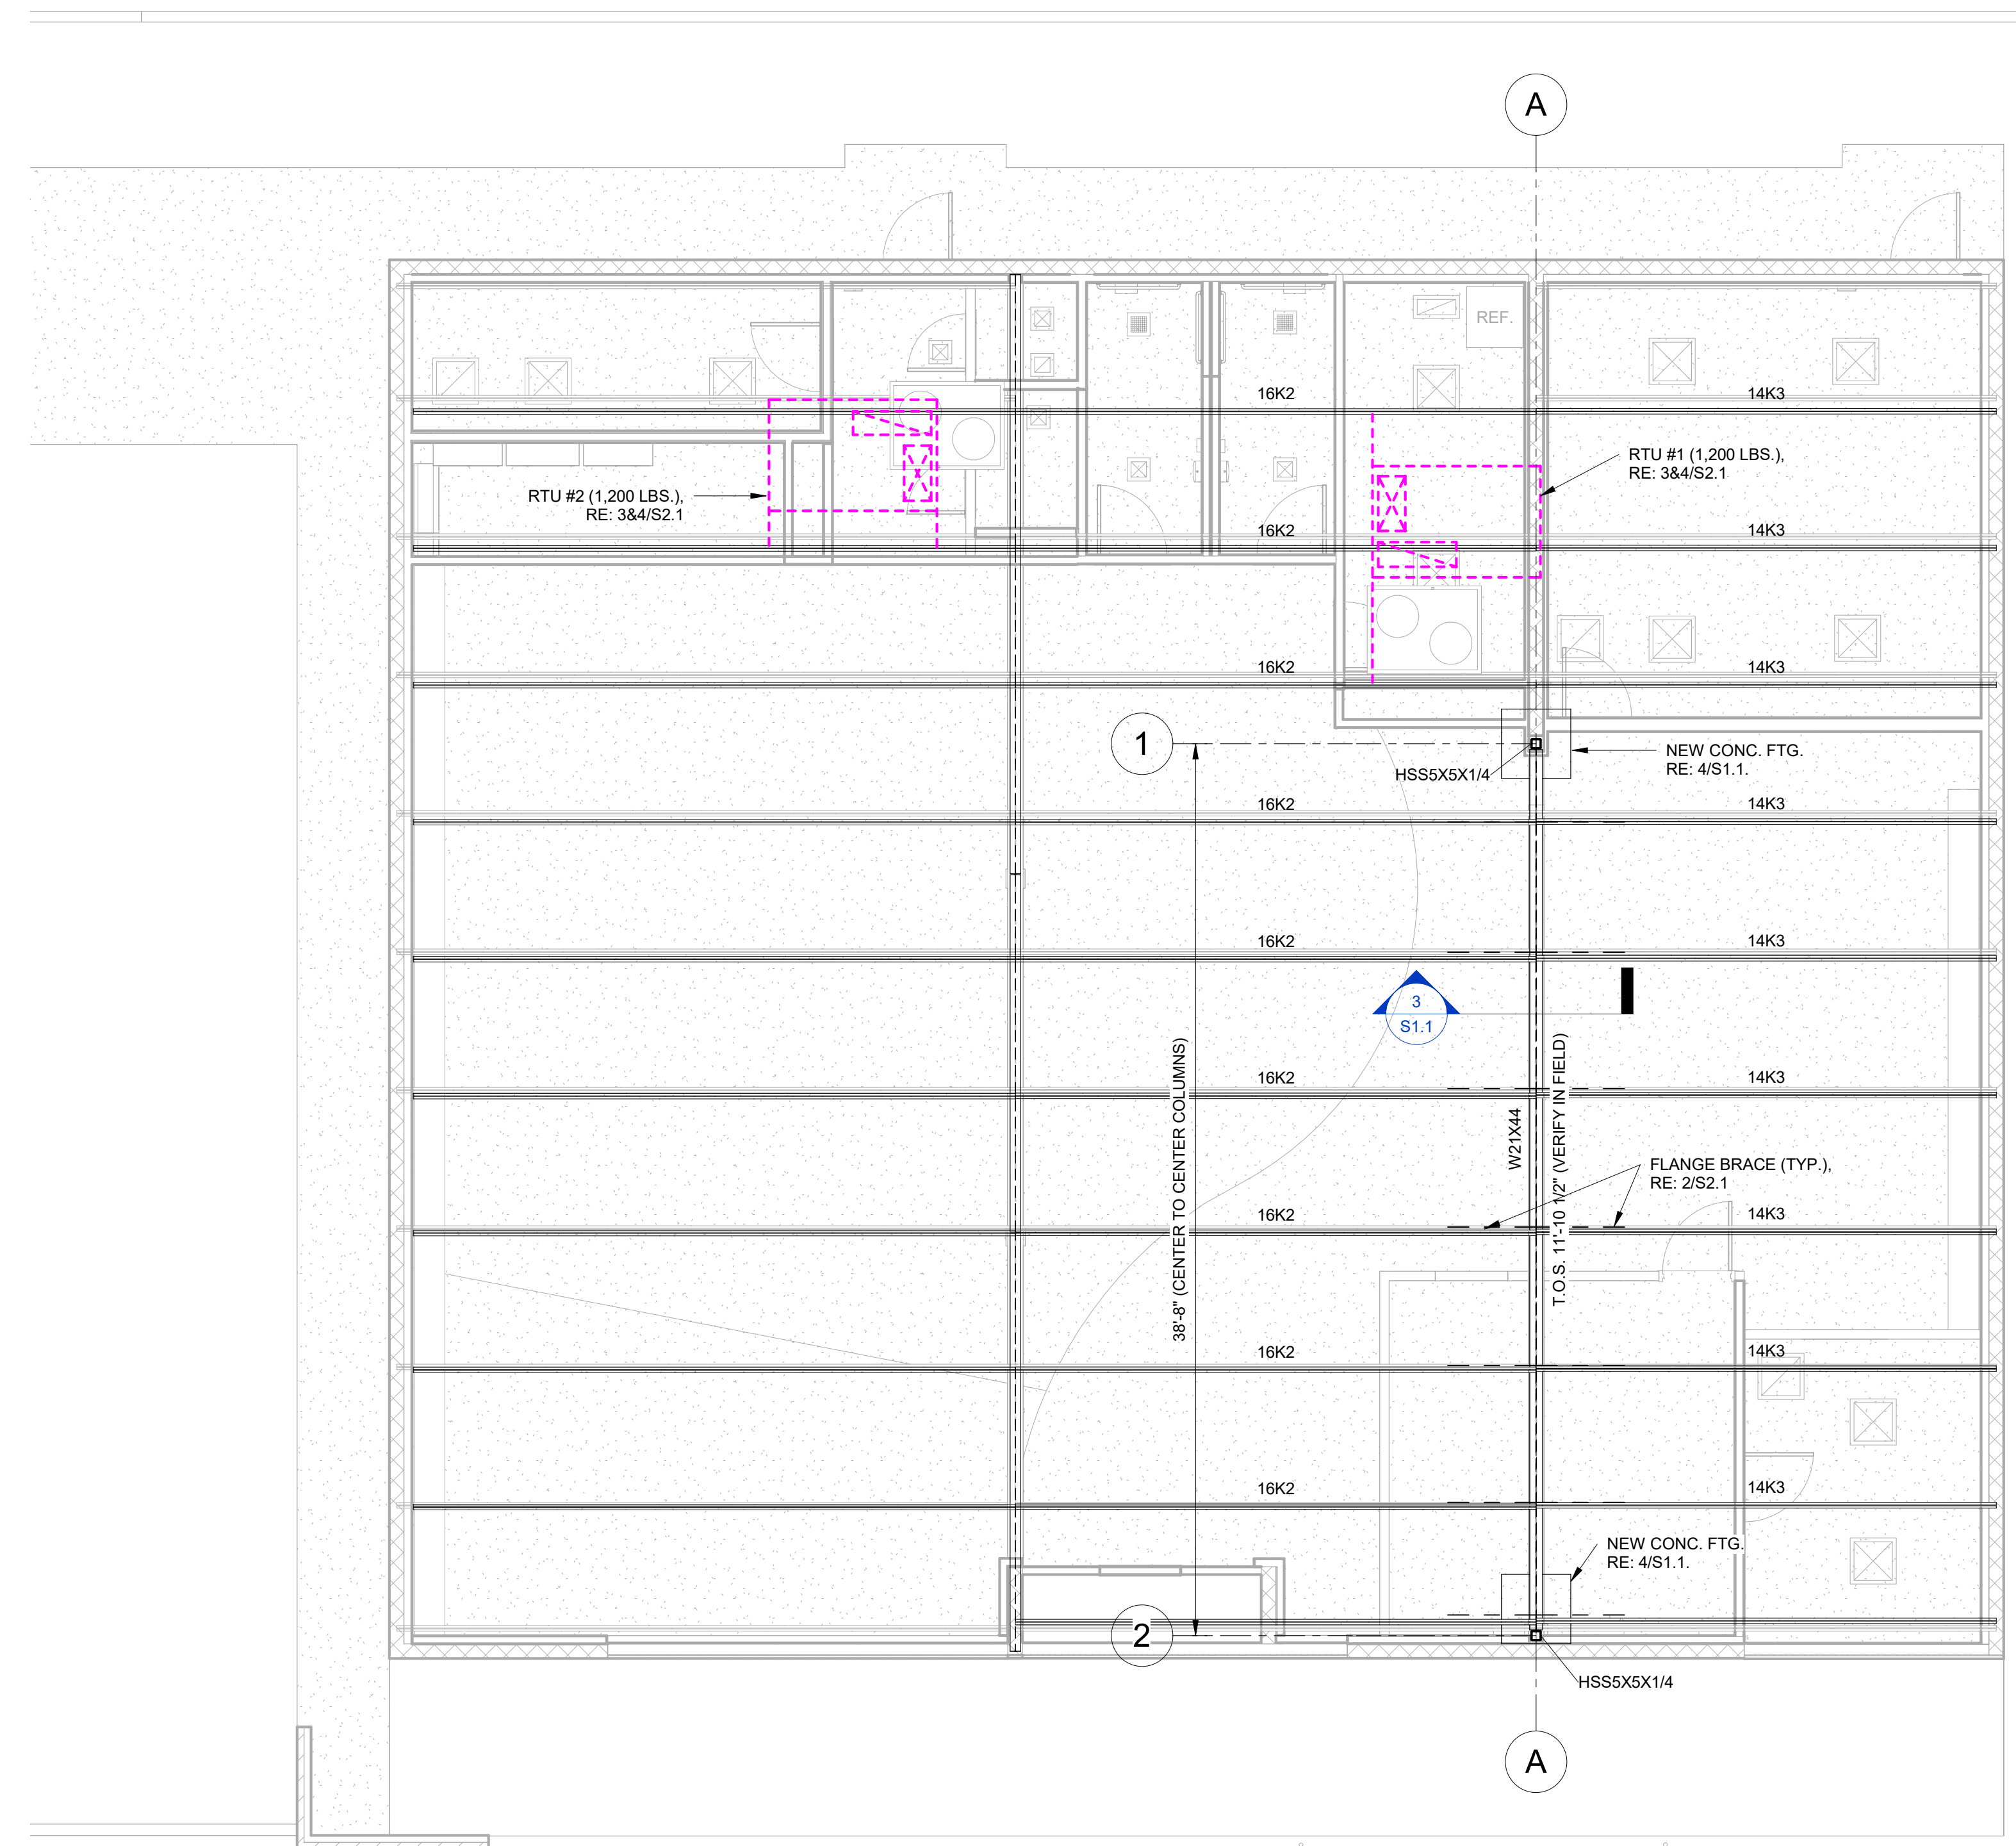 A
REF.
16K2
14K3
RTU #1 (1,200 LBS.),
RE: 3&4/S2.1
RTU #2 (1,200 LBS.),
RE: 3&4/S2.1
16K2
14K3
16K2
14K3
1
NEW CONC. FTG.
RE: 4/S1.1.
HSS5X5X1/4
16K2
14K3
16K2
14K3
3
S1.1
38'-8" (CENTER TO CENTER COLUMNS)
W21X44
T.O.S. 11'-10 1/2" (VERIFY IN FIELD)
16K2
14K3
FLANGE BRACE (TYP.),
RE: 2/S2.1
16K2
14K3
16K2
14K3
16K2
14K3
NEW CONC. FTG.
RE: 4/S1.1.
2
HSS5X5X1/4
A